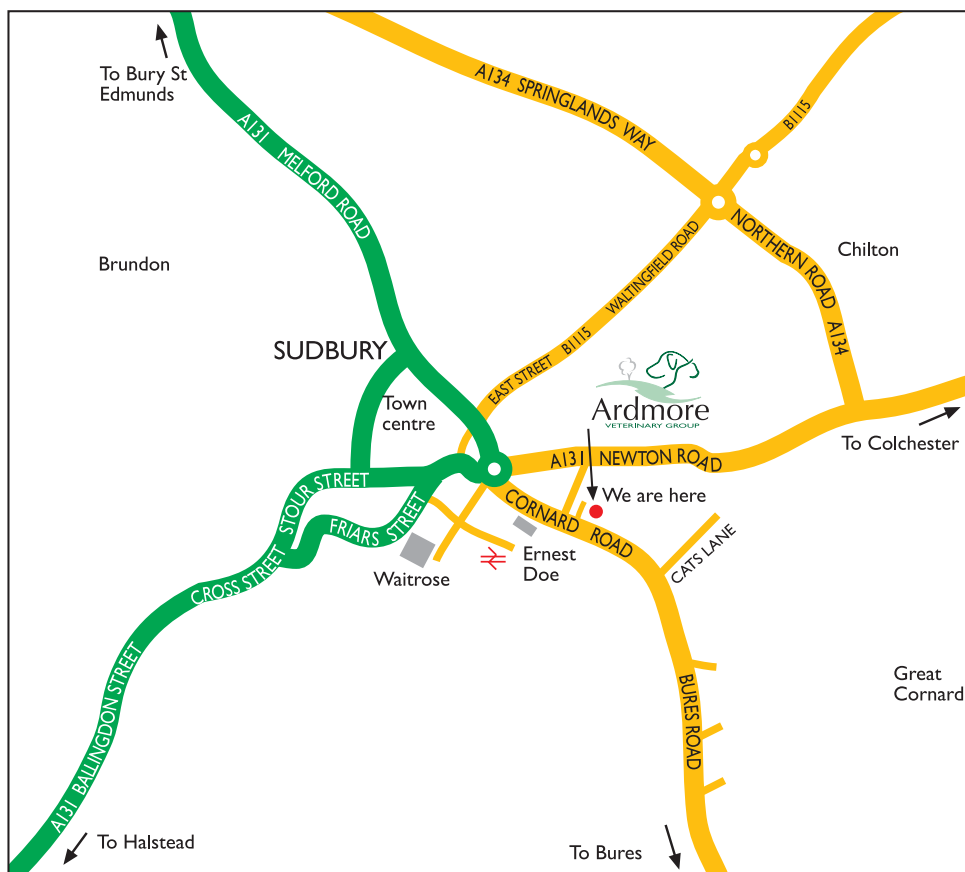 To Bury St
Edmunds
A134 SPRINGLANDS WAY
B1115
A131 MELFORD ROAD
Brundon
WALTINGFIELD ROAD
NORTHERN ROAD A134
Chilton
SUDBURY
EAST STREET B1115
Town
centre
Ardmore
VETERINARY GROUP
To Colchester
A131 NEWTON ROAD
We are here
STOUR STREET
FRIARS STREET
CORNARD ROAD
CATS LANE
Ernest
Doe
Waitrose
CROSS STREET
Great
Cornard
BURES ROAD
A131 BALLINGDON STREET
To Halstead
To Bures